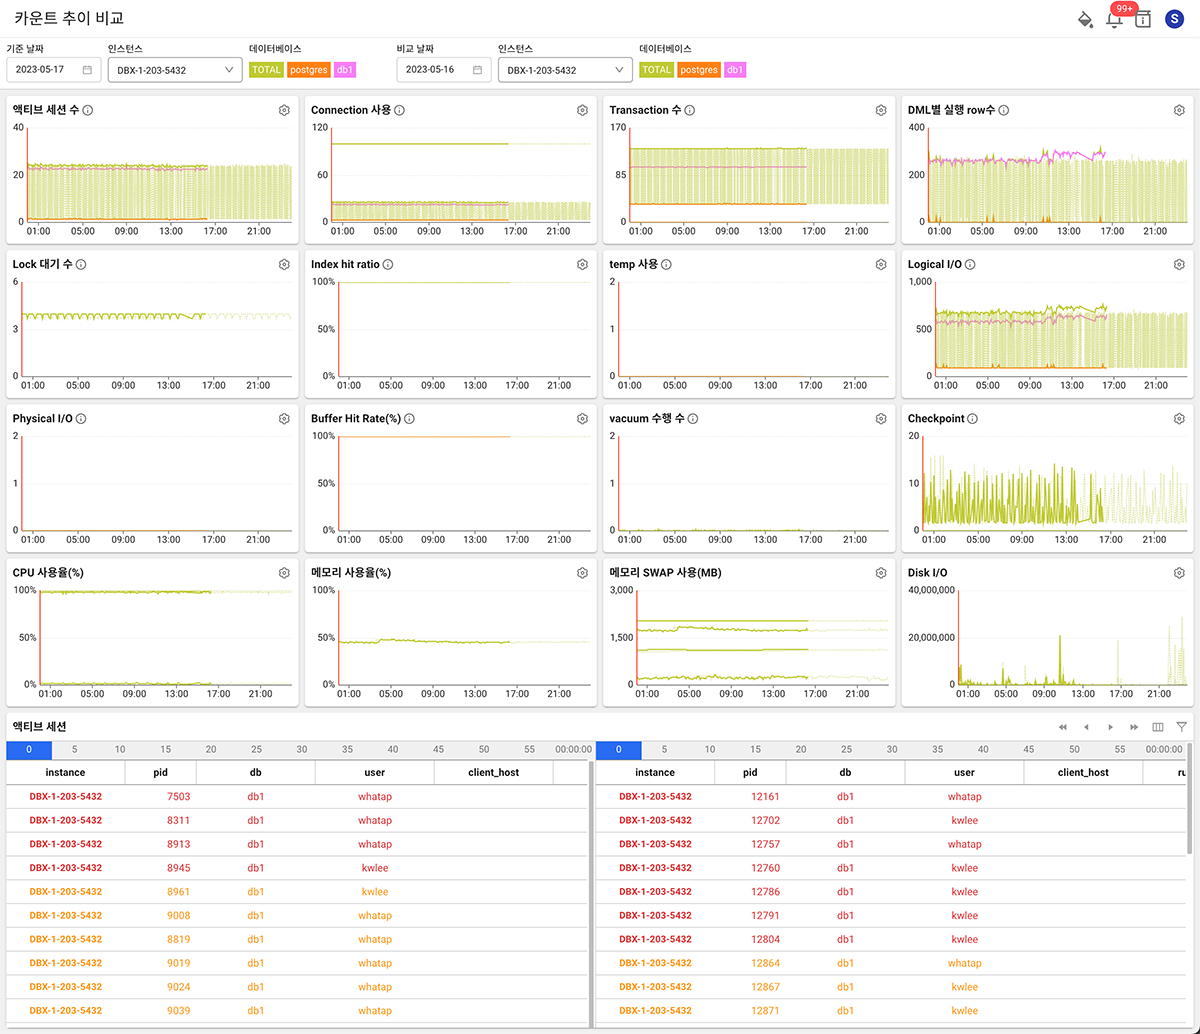 카운트 추이 비교
99+
S
기준 날짜 인스턴스 데이터베이스 비교 날짜 인스턴스 데이터베이스
2023-05-17 DBX-1-203-5432 TOTAL postgres db1 2023-05-16 DBX-1-203-5432 TOTAL postgres db1
액티브 세션 수
40
20
0
01:00 05:00 09:00 13:00 17:00 21:00
Connection 사용
120
60
0
01:00 05:00 09:00 13:00 17:00 21:00
Transaction 수
170
85
0
01:00 05:00 09:00 13:00 17:00 21:00
DML별 실행 row수
400
200
0
01:00 05:00 09:00 13:00 17:00 21:00
Lock 대기 수
6
3
0
01:00 05:00 09:00 13:00 17:00 21:00
Index hit ratio
100%
50%
0%
01:00 05:00 09:00 13:00 17:00 21:00
temp 사용
2
1
0
01:00 05:00 09:00 13:00 17:00 21:00
Logical I/O
1,000
500
0
01:00 05:00 09:00 13:00 17:00 21:00
Physical I/O
2
1
0
01:00 05:00 09:00 13:00 17:00 21:00
Buffer Hit Rate(%)
100%
50%
0%
01:00 05:00 09:00 13:00 17:00 21:00
vacuum 수행 수
2
1
0
01:00 05:00 09:00 13:00 17:00 21:00
Checkpoint
20
10
0
01:00 05:00 09:00 13:00 17:00 21:00
CPU 사용율(%)
100%
50%
0%
01:00 05:00 09:00 13:00 17:00 21:00
메모리 사용율(%)
100%
50%
0%
01:00 05:00 09:00 13:00 17:00 21:00
메모리 SWAP 사용(MB)
3,000
1,500
0
01:00 05:00 09:00 13:00 17:00 21:00
Disk I/O
40,000,000
20,000,000
0
01:00 05:00 09:00 13:00 17:00 21:00
액티브 세션
0 5 10 15 20 25 30 35 40 45 50 55 00:00:00
instance pid db user client_host
DBX-1-203-5432 7503 db1 whatap
DBX-1-203-5432 8311 db1 whatap
DBX-1-203-5432 8913 db1 whatap
DBX-1-203-5432 8945 db1 kwlee
DBX-1-203-5432 8961 db1 kwlee
DBX-1-203-5432 9008 db1 whatap
DBX-1-203-5432 8819 db1 whatap
DBX-1-203-5432 9019 db1 whatap
DBX-1-203-5432 9024 db1 whatap
DBX-1-203-5432 9039 db1 whatap
0 5 10 15 20 25 30 35 40 45 50 55 00:00:00
instance pid db user client_host
DBX-1-203-5432 12161 db1 whatap
DBX-1-203-5432 12702 db1 kwlee
DBX-1-203-5432 12757 db1 whatap
DBX-1-203-5432 12760 db1 kwlee
DBX-1-203-5432 12786 db1 kwlee
DBX-1-203-5432 12791 db1 kwlee
DBX-1-203-5432 12804 db1 kwlee
DBX-1-203-5432 12864 db1 whatap
DBX-1-203-5432 12867 db1 kwlee
DBX-1-203-5432 12871 db1 kwlee